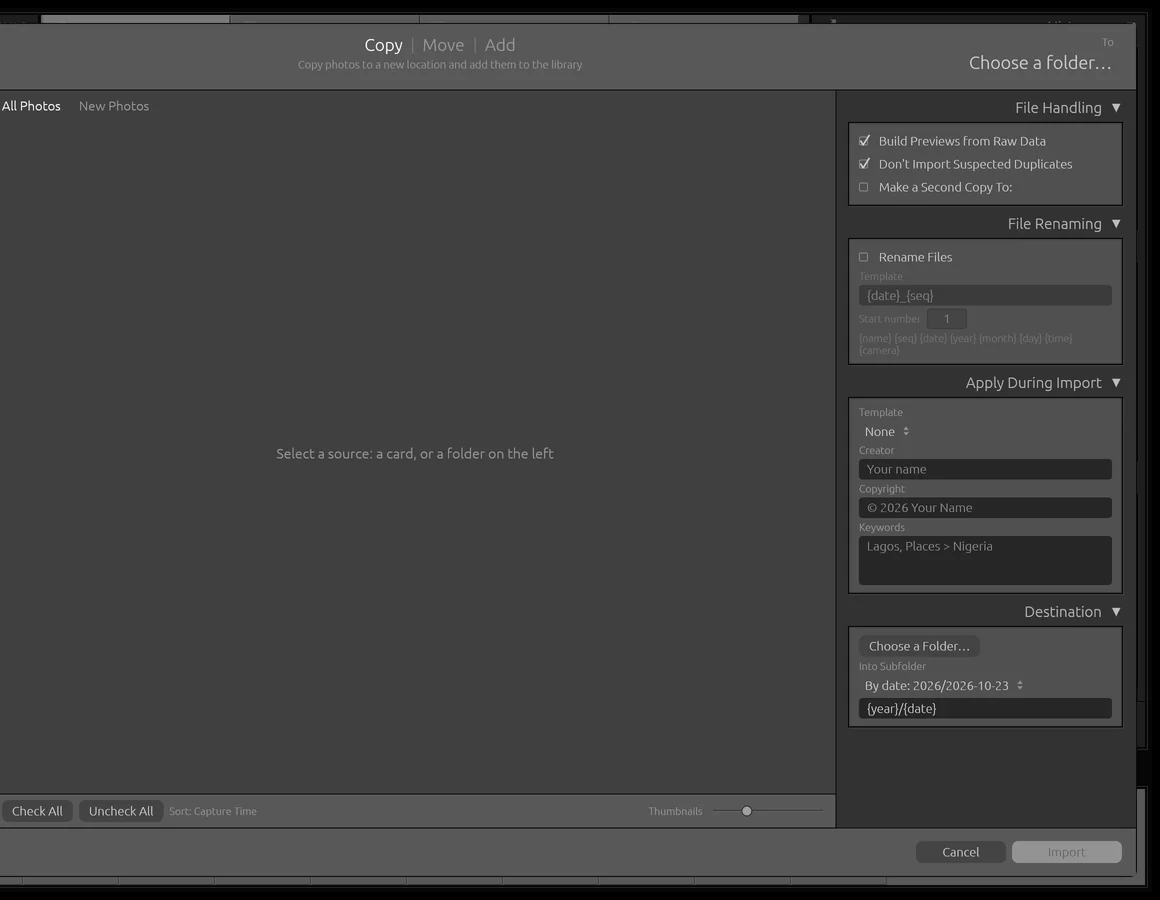 Copy | Move | Add
Copy photos to a new location and add them to the library
To
Choose a folder…
All Photos New Photos
Select a source: a card, or a folder on the left
Check All Uncheck All Sort: Capture Time Thumbnails
File Handling ▼
Build Previews from Raw Data
Don't Import Suspected Duplicates
Make a Second Copy To:
File Renaming ▼
Rename Files
Template
{date}_{seq}
Start number 1
{name} {seq} {date} {year} {month} {day} {time}
{camera}
Apply During Import ▼
Template
None
Creator
Your name
Copyright
© 2026 Your Name
Keywords
Lagos, Places > Nigeria
Destination ▼
Choose a Folder…
Into Subfolder
By date: 2026/2026-10-23
{year}/{date}
Cancel Import